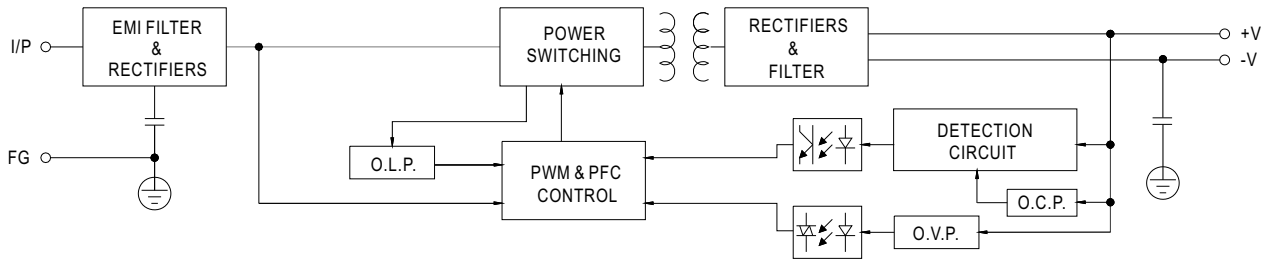 I/P
EMI FILTER
&
RECTIFIERS
POWER
SWITCHING
RECTIFIERS
&
FILTER
+V
-V
FG
O.L.P.
PWM & PFC
CONTROL
DETECTION
CIRCUIT
O.C.P.
O.V.P.